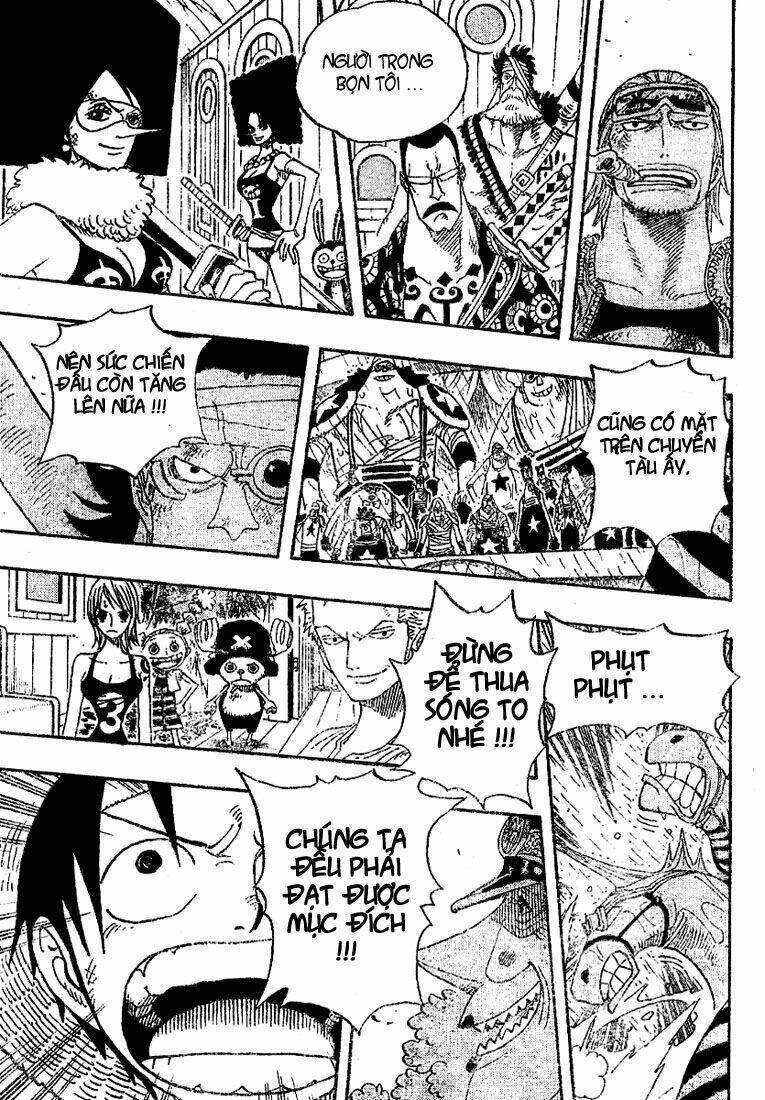 NGƯỜI TRONG
BỌN TÔI ...
CŨNG CÓ MẶT
TRÊN CHUYẾN
TÀU ẤY.
NÊN SỨC CHIẾN
ĐẤU CÒN TĂNG
LÊN NỮA !!!
PHỤT
PHỤT ...
ĐỪNG
ĐỂ THUA
SÓNG TO
NHÉ !!!
3
CHÚNG TA
ĐỀU PHẢI
ĐẠT ĐƯỢC
MỤC ĐÍCH
!!!